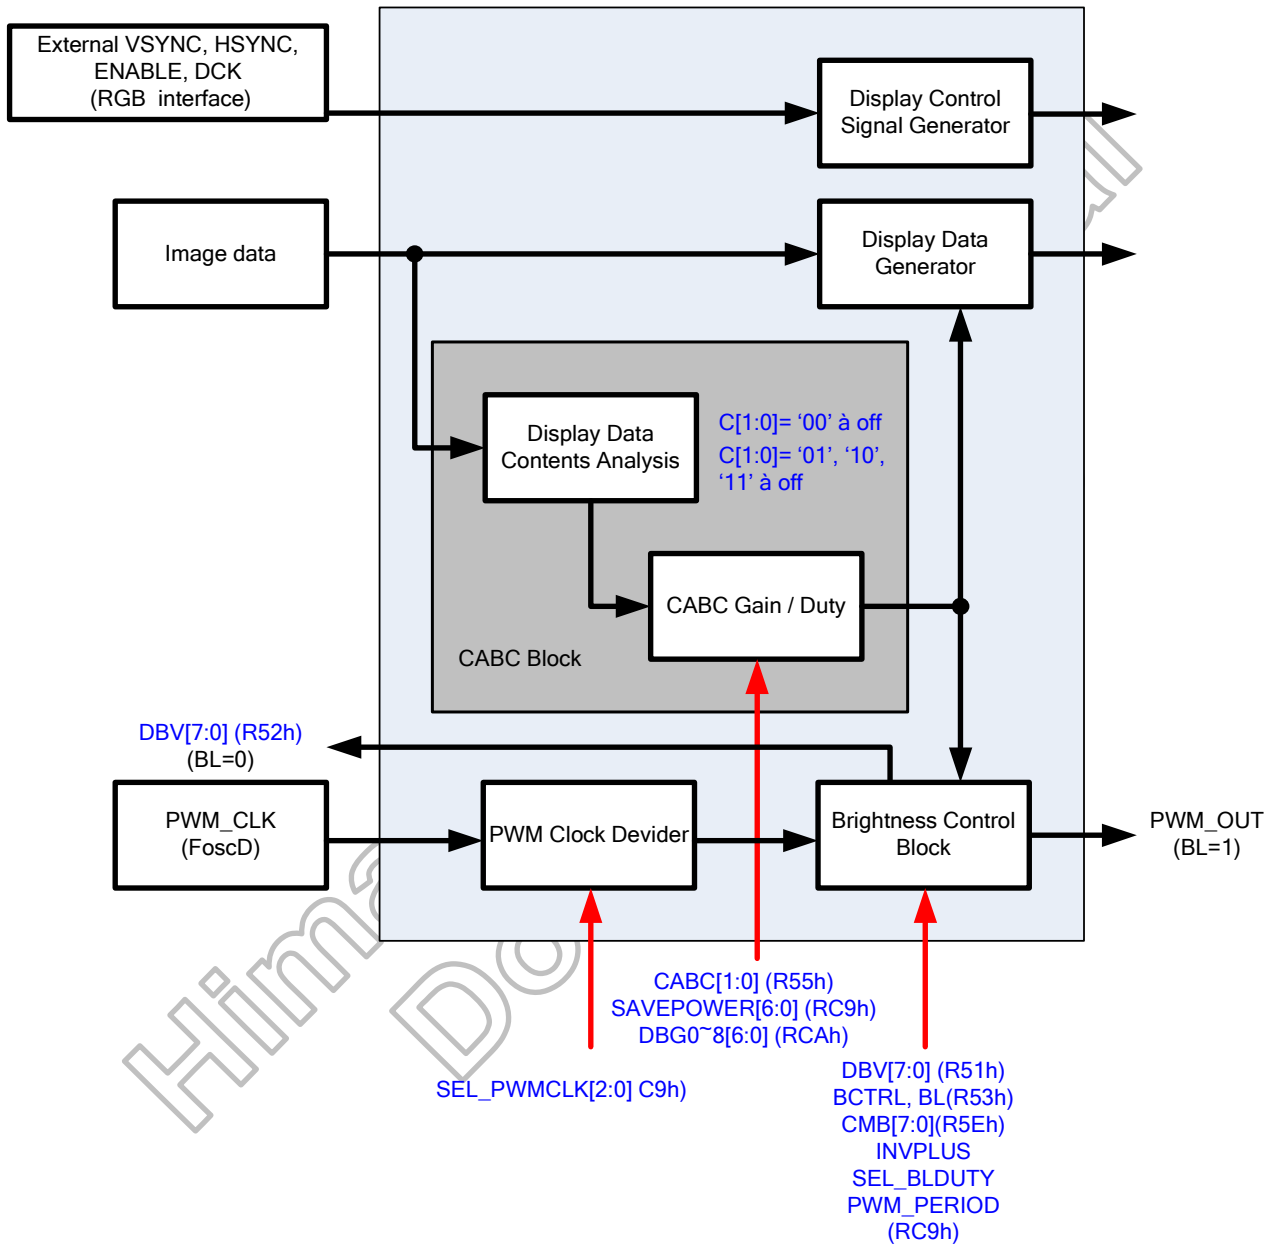 External VSYNC, HSYNC,
ENABLE, DCK
(RGB interface)
Display Control
Signal Generator
Image data
Display Data
Generator
Display Data
Contents Analysis
C[1:0]= ‘00’ à off
C[1:0]= ‘01’, ‘10’,
‘11’ à off
CABC Gain / Duty
CABC Block
DBV[7:0] (R52h)
(BL=0)
PWM_CLK
(FoscD)
PWM Clock Devider
Brightness Control
Block
PWM_OUT
(BL=1)
CABC[1:0] (R55h)
SAVEPOWER[6:0] (RC9h)
DBG0~8[6:0] (RCAh)
SEL_PWMCLK[2:0] C9h)
DBV[7:0] (R51h)
BCTRL, BL(R53h)
CMB[7:0](R5Eh)
INVPLUS
SEL_BLDUTY
PWM_PERIOD
(RC9h)